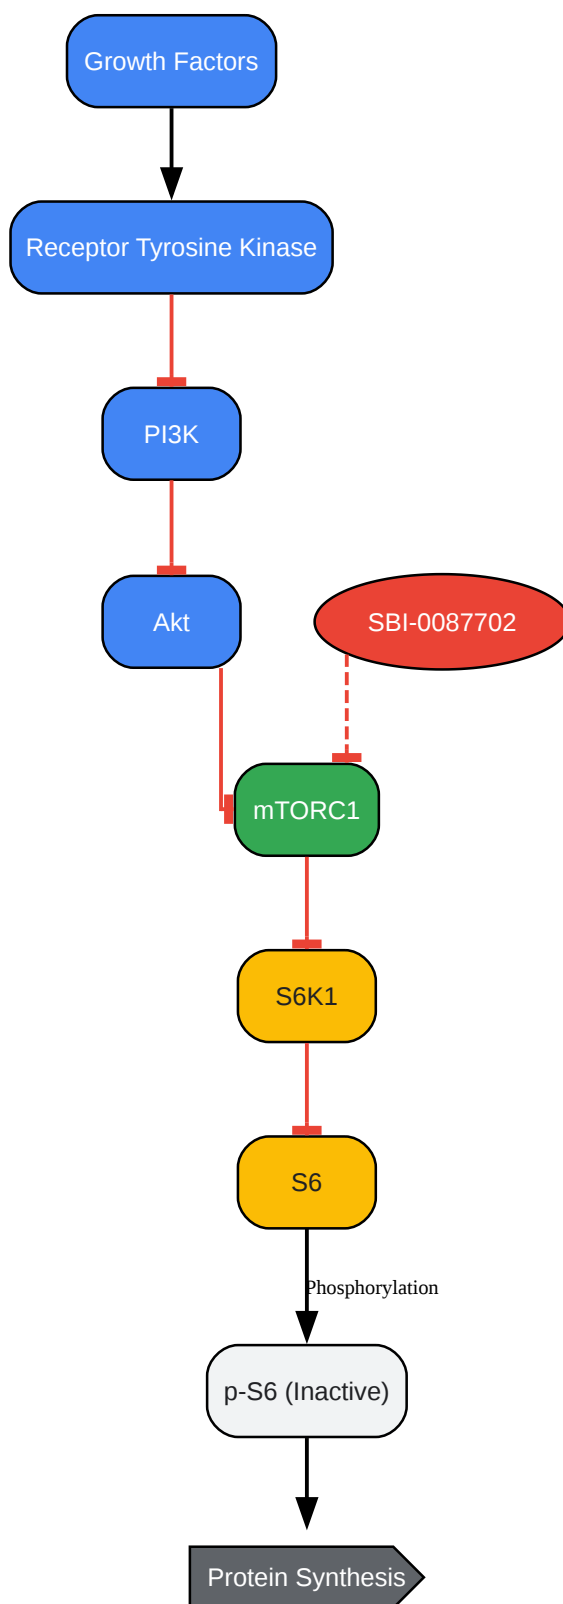 Growth Factors
Receptor Tyrosine Kinase
PI3K
Akt
SBI-0087702
mTORC1
S6K1
S6
Phosphorylation
p-S6 (Inactive)
Protein Synthesis